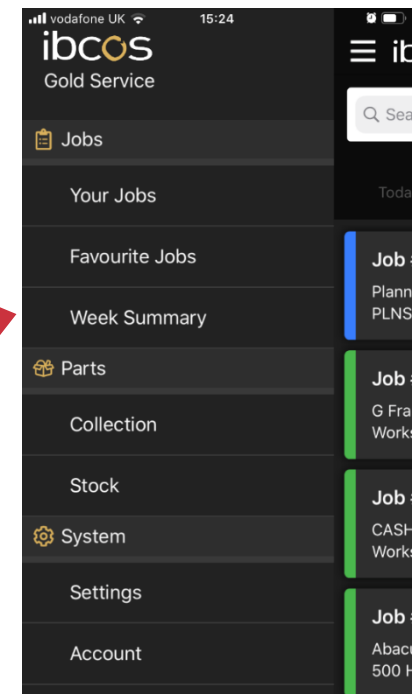 vodafone UK 15:24
ibcos
Gold Service
Jobs
Your Jobs
Favourite Jobs
Week Summary
Parts
Collection
Stock
System
Settings
Account
Job
G
Job
Job
Job
500